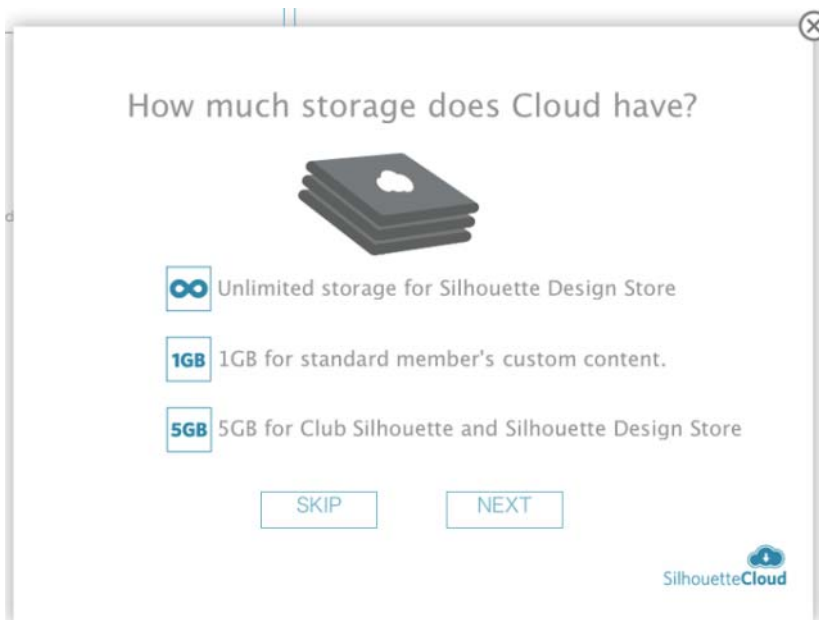 How much storage does Cloud have?
∞ Unlimited storage for Silhouette Design Store
1GB 1GB for standard member's custom content.
5GB 5GB for Club Silhouette and Silhouette Design Store
SKIP NEXT
SilhouetteCloud